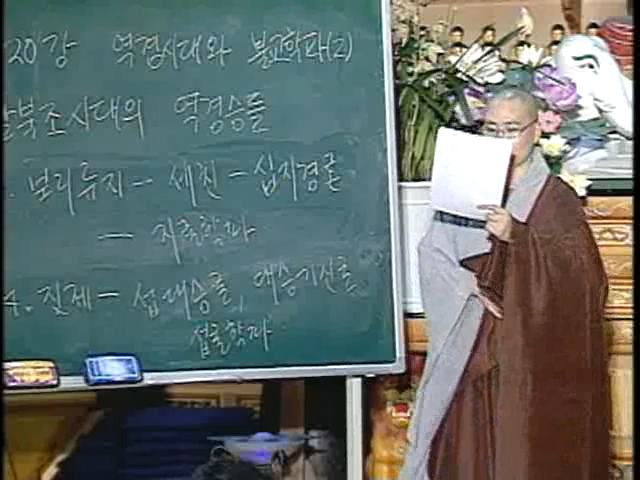 20강 역경시대와 불교학파(2)
남북조시대의 역경승들
. 보리류지 - 세친 - 십지경론
- 지론학파
4. 진제 - 섭대승론, 대승기신론
섭론학파